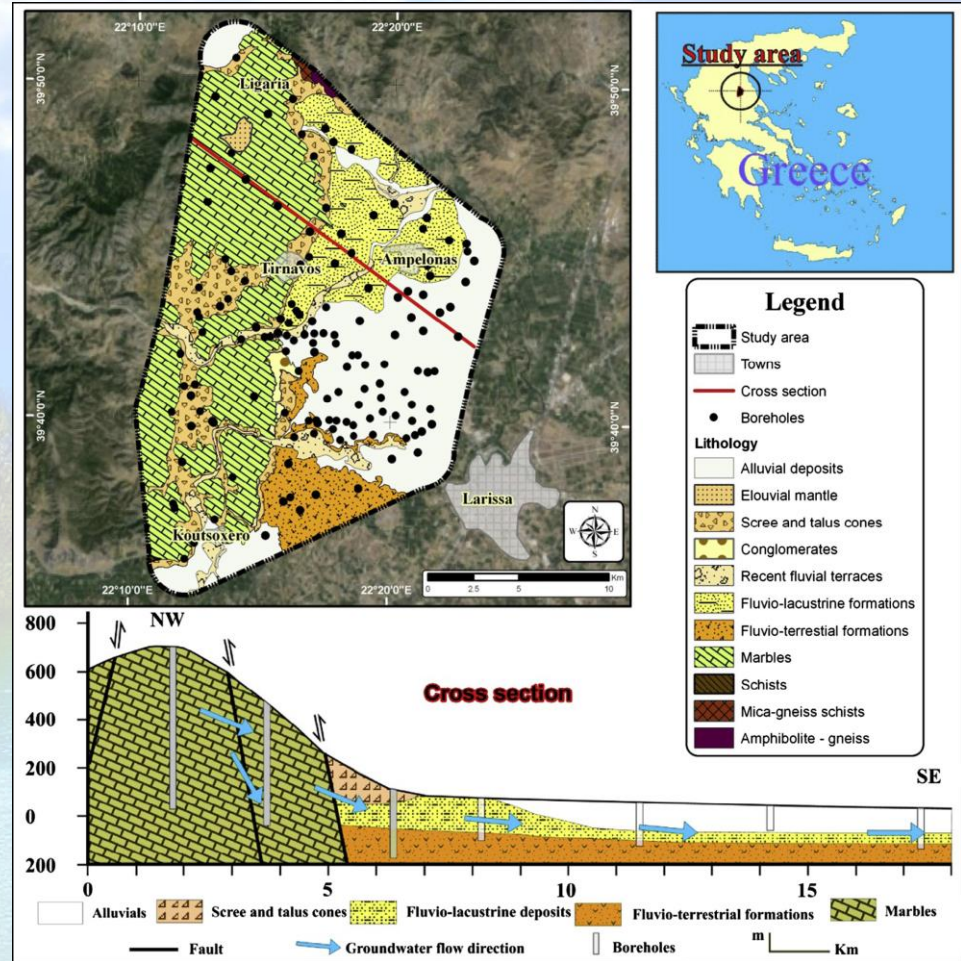 22°10'0"E
22°20'0"E
39°50'0"N
39°50'0"N
Ligaria
Tirnavos
Ampelonas
39°40'0"N
39°40'0"N
Larissa
Koutsoxero
N
W E
S
0 2.5 5 10
Km
22°10'0"E
22°20'0"E
Study area
Greece
Legend
Study area
Towns
Cross section
Boreholes
Lithology
Alluvial deposits
Elouvial mantle
Scree and talus cones
Conglomerates
Recent fluvial terraces
Fluvio-lacustrine formations
Fluvio-terrestial formations
Marbles
Schists
Mica-gneiss schists
Amphibolite - gneiss
800
NW
600
Cross section
400
200
SE
0
200
0 5 10 15
Alluvials Scree and talus cones Fluvio-lacustrine deposits Fluvio-terrestrial formations Marbles
Fault Groundwater flow direction Boreholes m Km